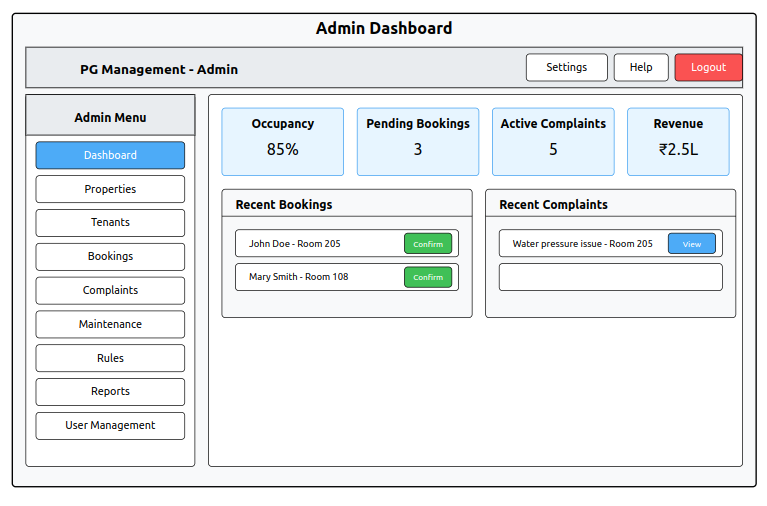 Admin Dashboard
PG Management - Admin
Settings
Help
Logout
Admin Menu
Dashboard
Properties
Tenants
Bookings
Complaints
Maintenance
Rules
Reports
User Management
Occupancy
85%
Pending Bookings
3
Active Complaints
5
Revenue
₹2.5L
Recent Bookings
John Doe - Room 205
Confirm
Mary Smith - Room 108
Confirm
Recent Complaints
Water pressure issue - Room 205
View